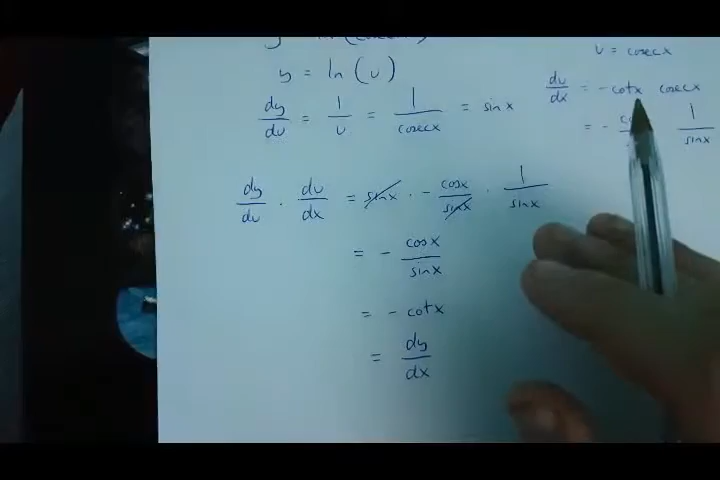 u = cosecx
y = ln (u)
du/dx = - cotx cosecx
dy/du = 1/u = 1/cosecx = sinx
= - 1/sinx
dy/du · du/dx = sinx · - cosx/sinx · 1/sinx
= - cosx/sinx
= - cotx
= dy/dx